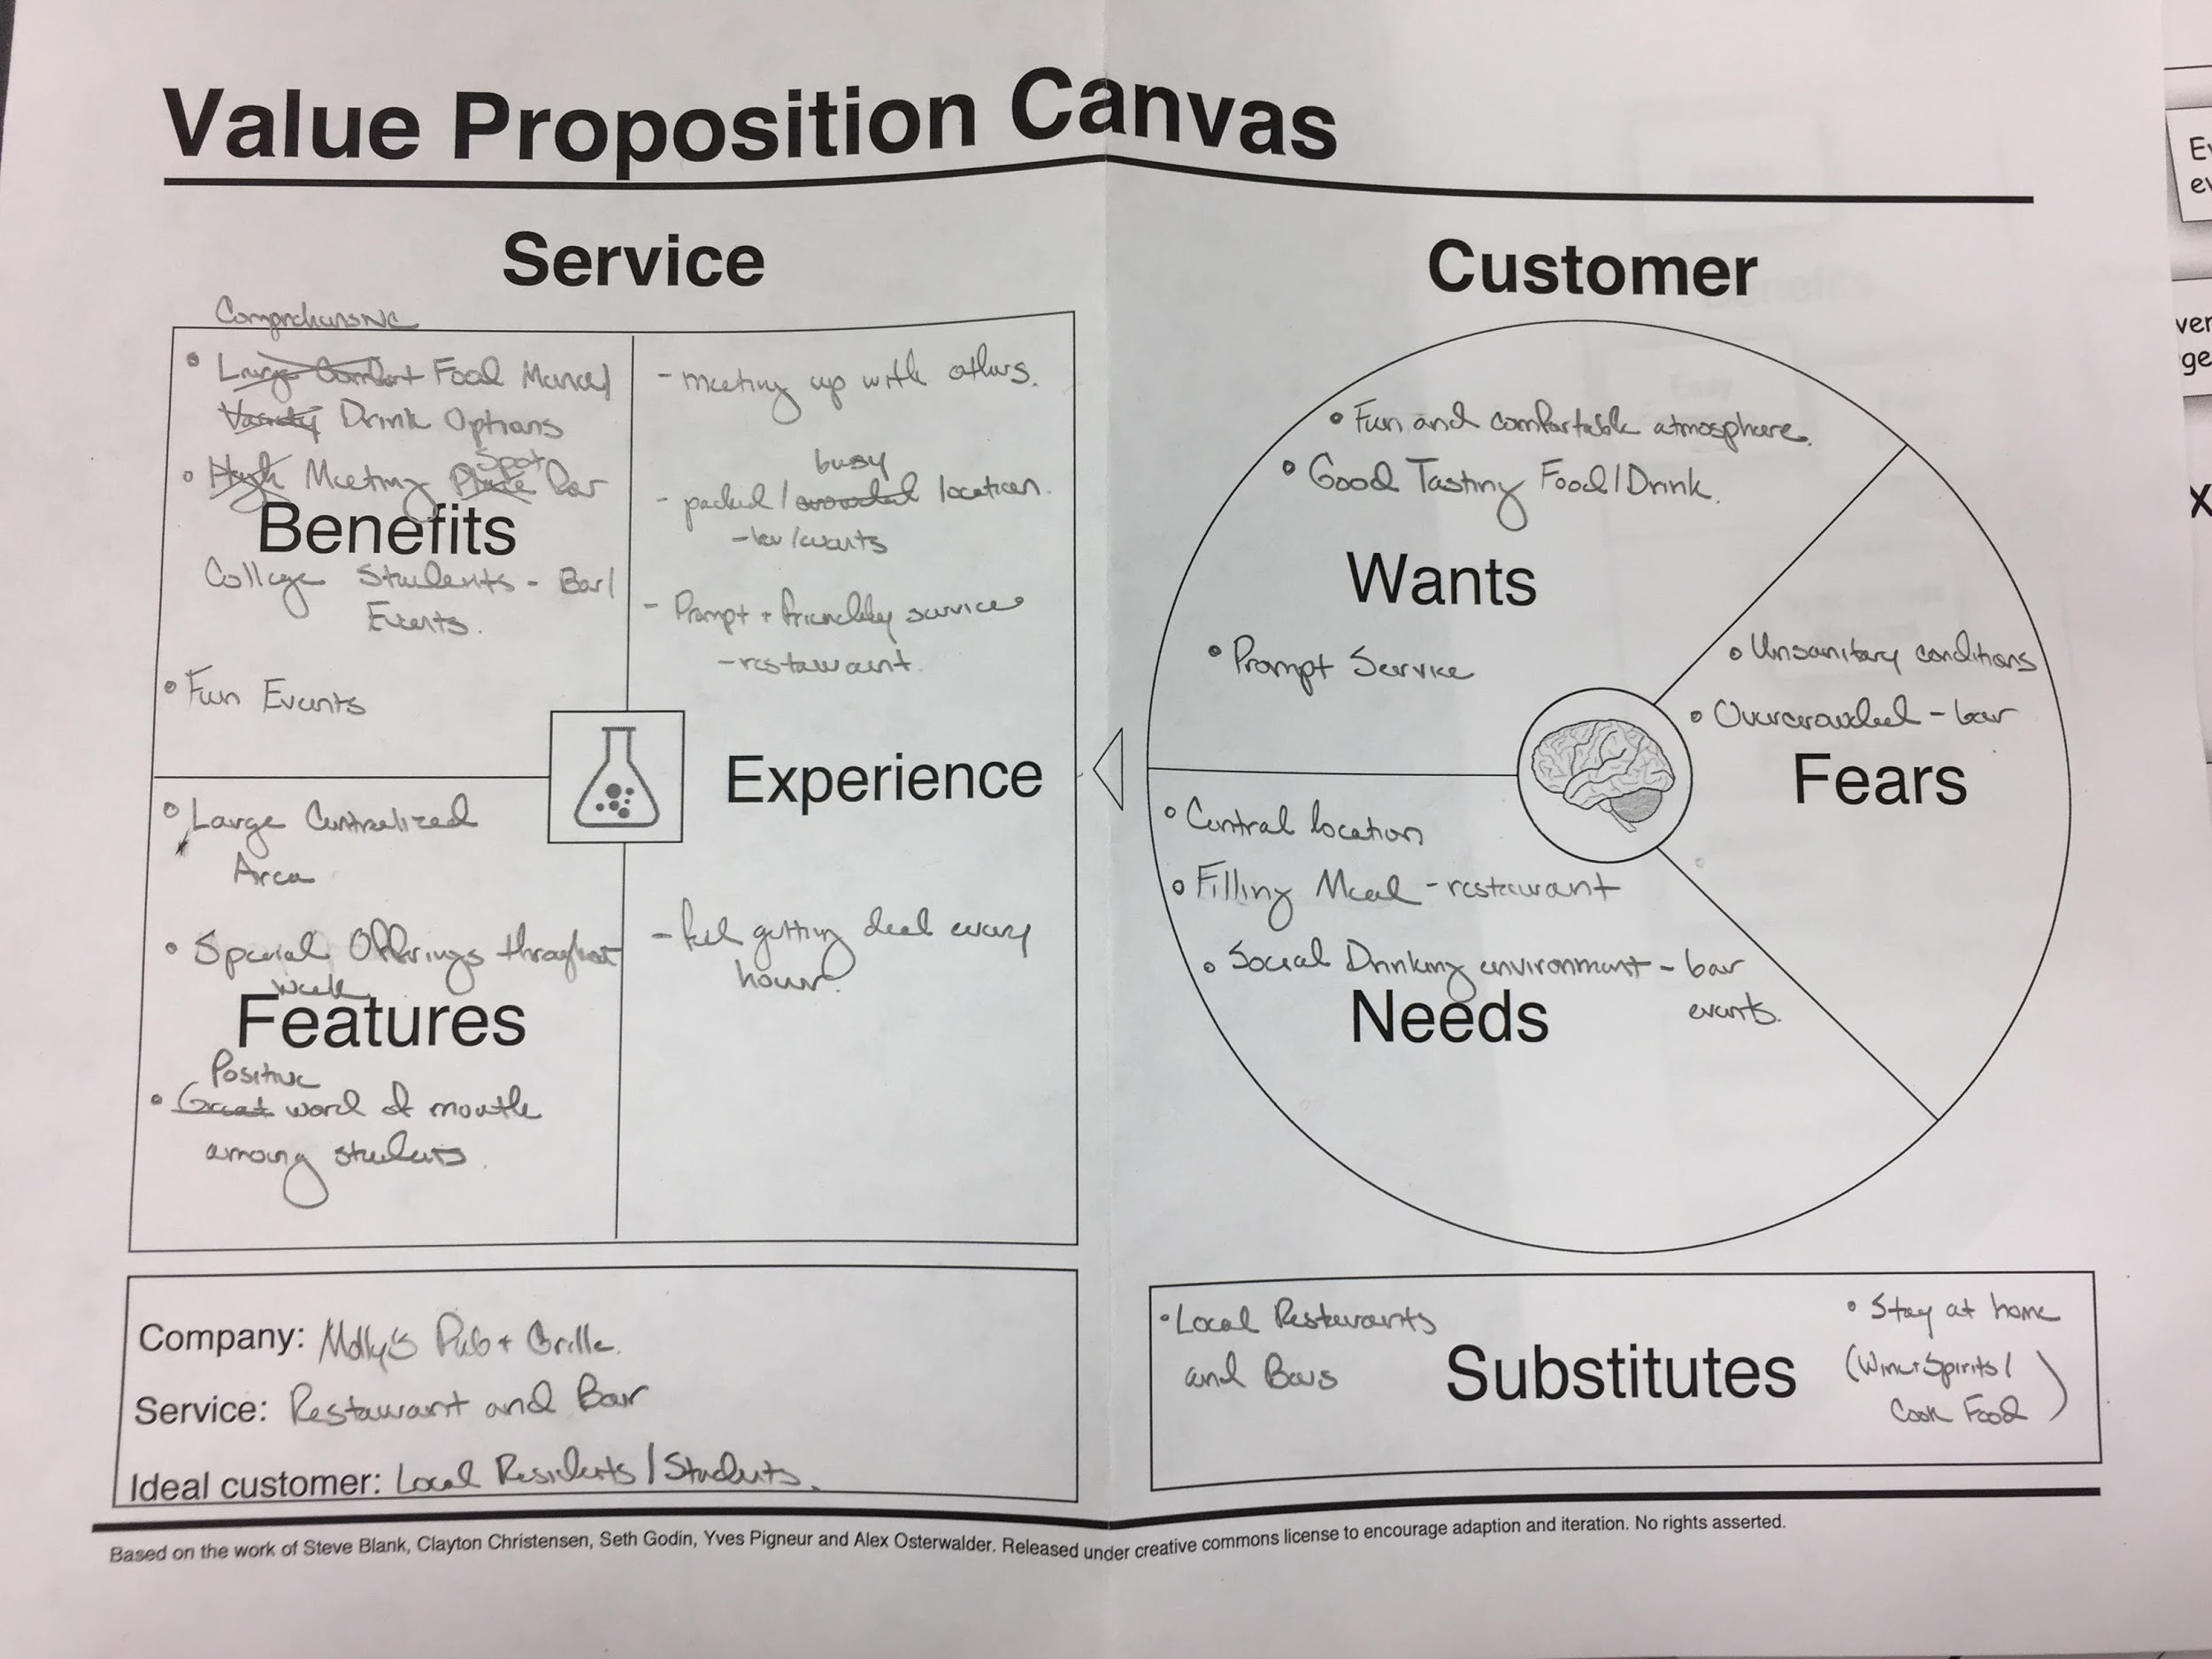 Value Proposition Canvas
Service
Comprehensive
• Large Comfort Food Menu/
Variety Drink Options
Spot
• High Meeting Place bar
Benefits
College Students - Bar/
Events.
• Fun Events
- meeting up with others.
busy
- packed/crowded location.
- bar/events
- Prompt + friendly service
- restaurant.
Experience
- feel getting deal every
hour.
• Large Centralized
Area
• Special Offerings throughout
week
Features
Positive
• Great word of mouth
among students.
Company: Molly's Pub + Grille.
Service: Restaurant and Bar
Ideal customer: Local Residents/Students.
Customer
• Fun and comfortable atmosphere.
• Good Tasting Food/Drink.
Wants
• Prompt Service
• Unsanitary conditions
• Overcrowded - bar
Fears
• Central location
• Filling Meal - restaurant
• Social Drinking environment - bar
events.
Needs
• Local Restaurants
and Bars
Substitutes
• Stay at home
(Wine+Spirits/
Cook Food)
Based on the work of Steve Blank, Clayton Christensen, Seth Godin, Yves Pigneur and Alex Osterwalder. Released under creative commons license to encourage adaption and iteration. No rights asserted.
Ev
ev
ver
ge
X